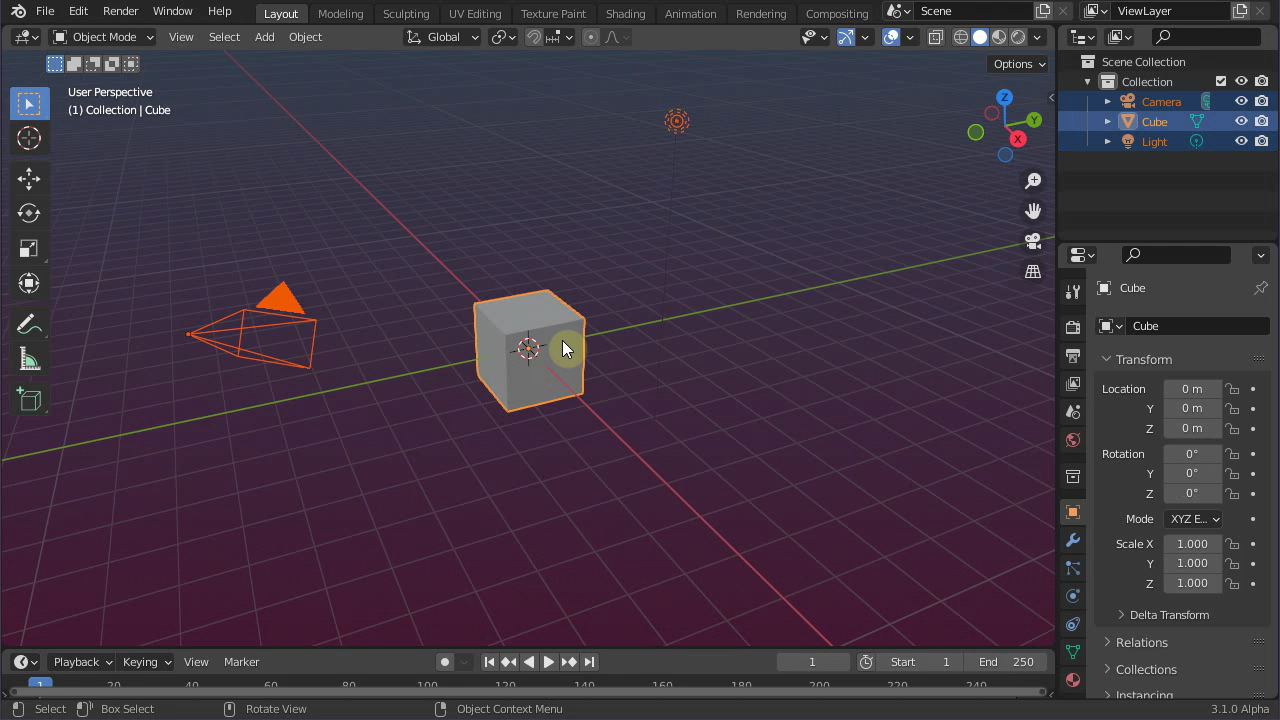 File Edit Render Window Help Layout Modeling Sculpting UV Editing Texture Paint Shading Animation Rendering Compositing Scene ViewLayer
Object Mode View Select Add Object Global
Options
User Perspective
(1) Collection | Cube
Z
Y
X
Scene Collection
Collection
Camera
Cube
Light
Cube
Cube
Transform
Location 0 m
Y 0 m
Z 0 m
Rotation 0°
Y 0°
Z 0°
Mode XYZ E...
Scale X 1.000
Y 1.000
Z 1.000
Delta Transform
Relations
Collections
Instancing
Playback Keying View Marker 1 Start 1 End 250
1 20 40 60 80 100 120 140 160 180 200 220 240
Select Box Select Rotate View Object Context Menu 3.1.0 Alpha